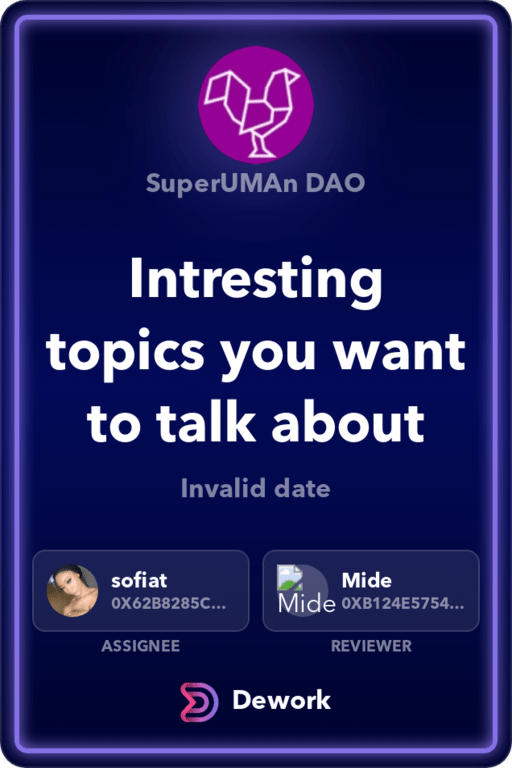 SuperUMAn DAO
Intresting
topics you want
to talk about
Invalid date
sofiat
0X62B8285C...
ASSIGNEE
Mide
Mide
0XB124E5754...
REVIEWER
Dework